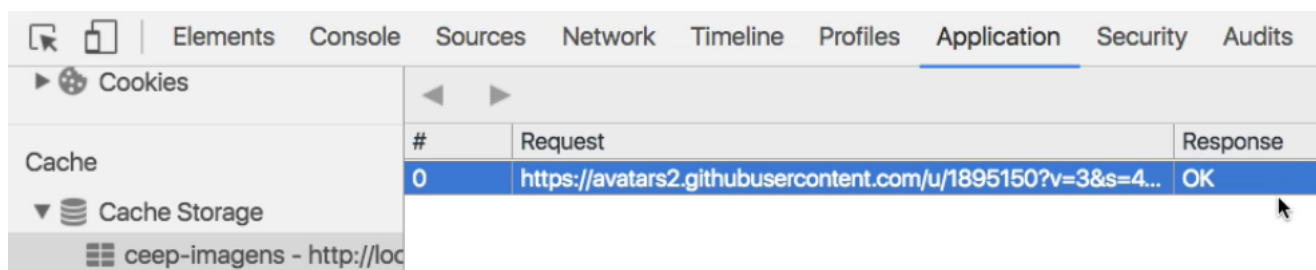 Elements Console Sources Network Timeline Profiles Application Security Audits
Cookies
# Request Response
Cache
0 https://avatars2.githubusercontent.com/u/1895150?v=3&s=4... OK
Cache Storage
ceep-imagens - http://loc